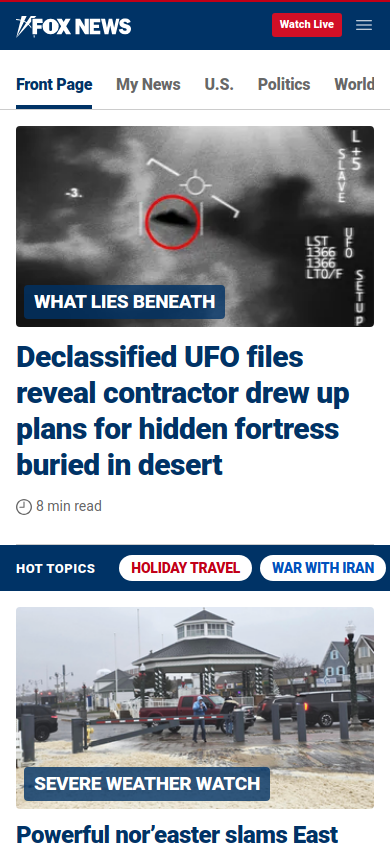 FOX NEWS
Watch Live
Front Page My News U.S. Politics World
L+5
SLAVE
-3.
UFO
LST
1366
1366
LTO/F
SETUP
WHAT LIES BENEATH
Declassified UFO files
reveal contractor drew up
plans for hidden fortress
buried in desert
8 min read
HOT TOPICS HOLIDAY TRAVEL WAR WITH IRAN
SEVERE WEATHER WATCH
Powerful nor’easter slams East